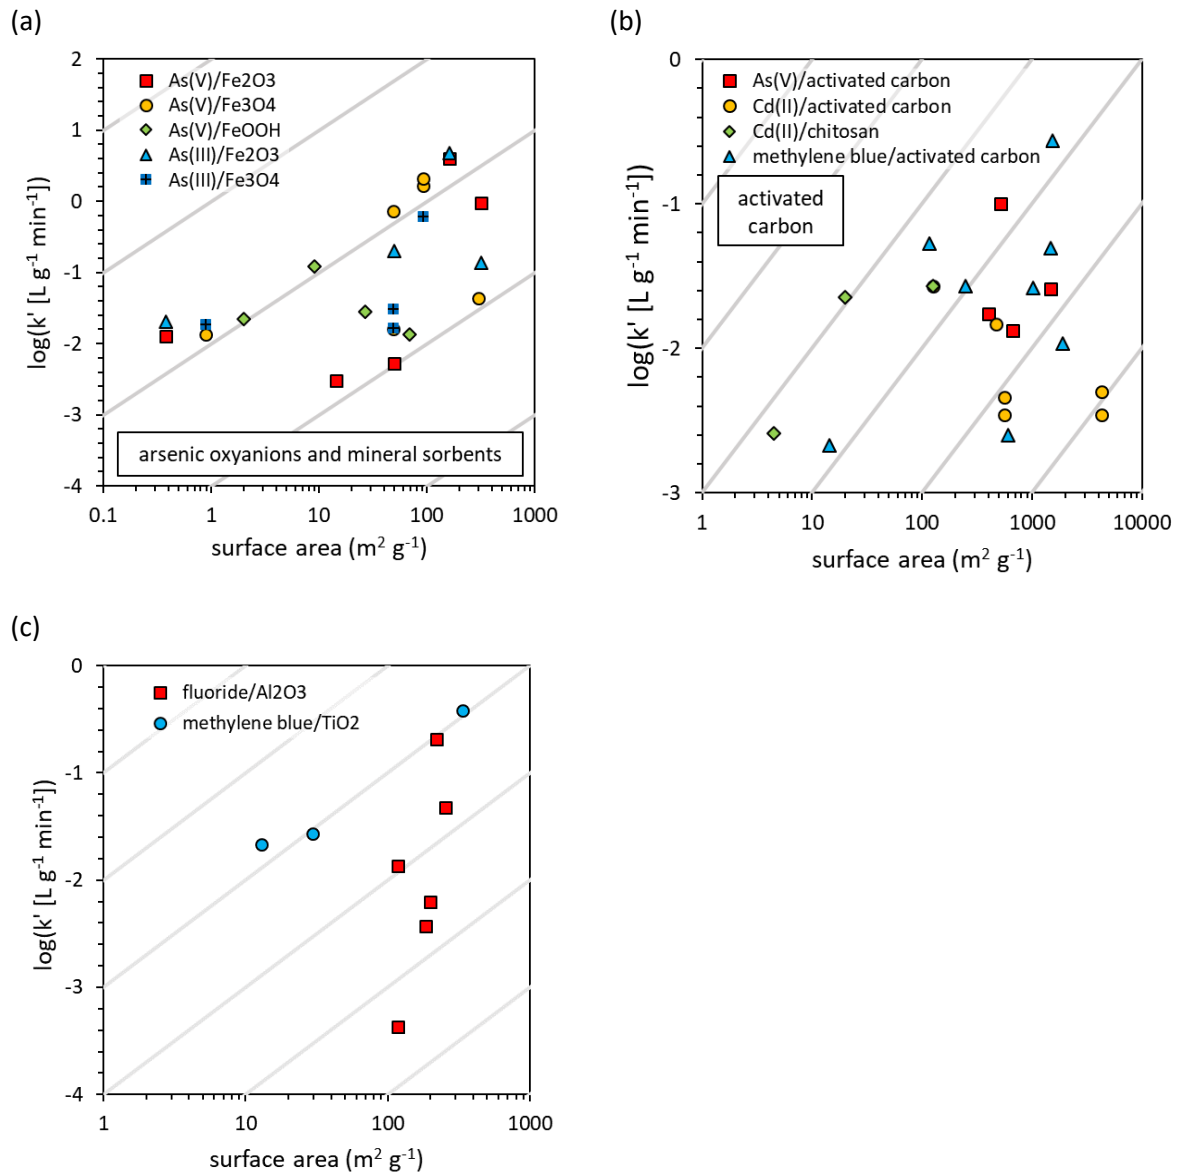 (a)
2
1
0
-1
-2
-3
-4
0.1 1 10 100 1000
log(k' [L g⁻¹ min⁻¹])
surface area (m² g⁻¹)
As(V)/Fe2O3
As(V)/Fe3O4
As(V)/FeOOH
As(III)/Fe2O3
As(III)/Fe3O4
arsenic oxyanions and mineral sorbents
(b)
0
-1
-2
-3
1 10 100 1000 10000
log(k' [L g⁻¹ min⁻¹])
surface area (m² g⁻¹)
As(V)/activated carbon
Cd(II)/activated carbon
Cd(II)/chitosan
methylene blue/activated carbon
activated
carbon
(c)
0
-1
-2
-3
-4
1 10 100 1000
log(k' [L g⁻¹ min⁻¹])
surface area (m² g⁻¹)
fluoride/Al2O3
methylene blue/TiO2